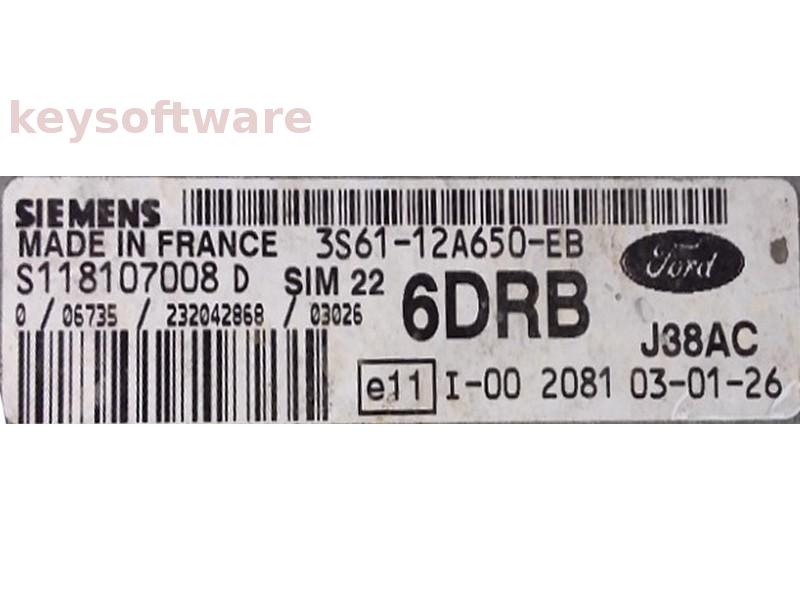 keysoftware
SIEMENS
MADE IN FRANCE 3S61-12A650-EB
Ford
S118107008 D SIM 22 6DRB
0 / 06735 / 232042868 / 03026
J38AC
e11 I-00 2081 03-01-26